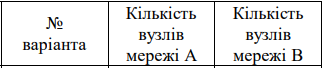 №
варіанта
Кількість
вузлів
мережі А
Кількість
вузлів
мережі В